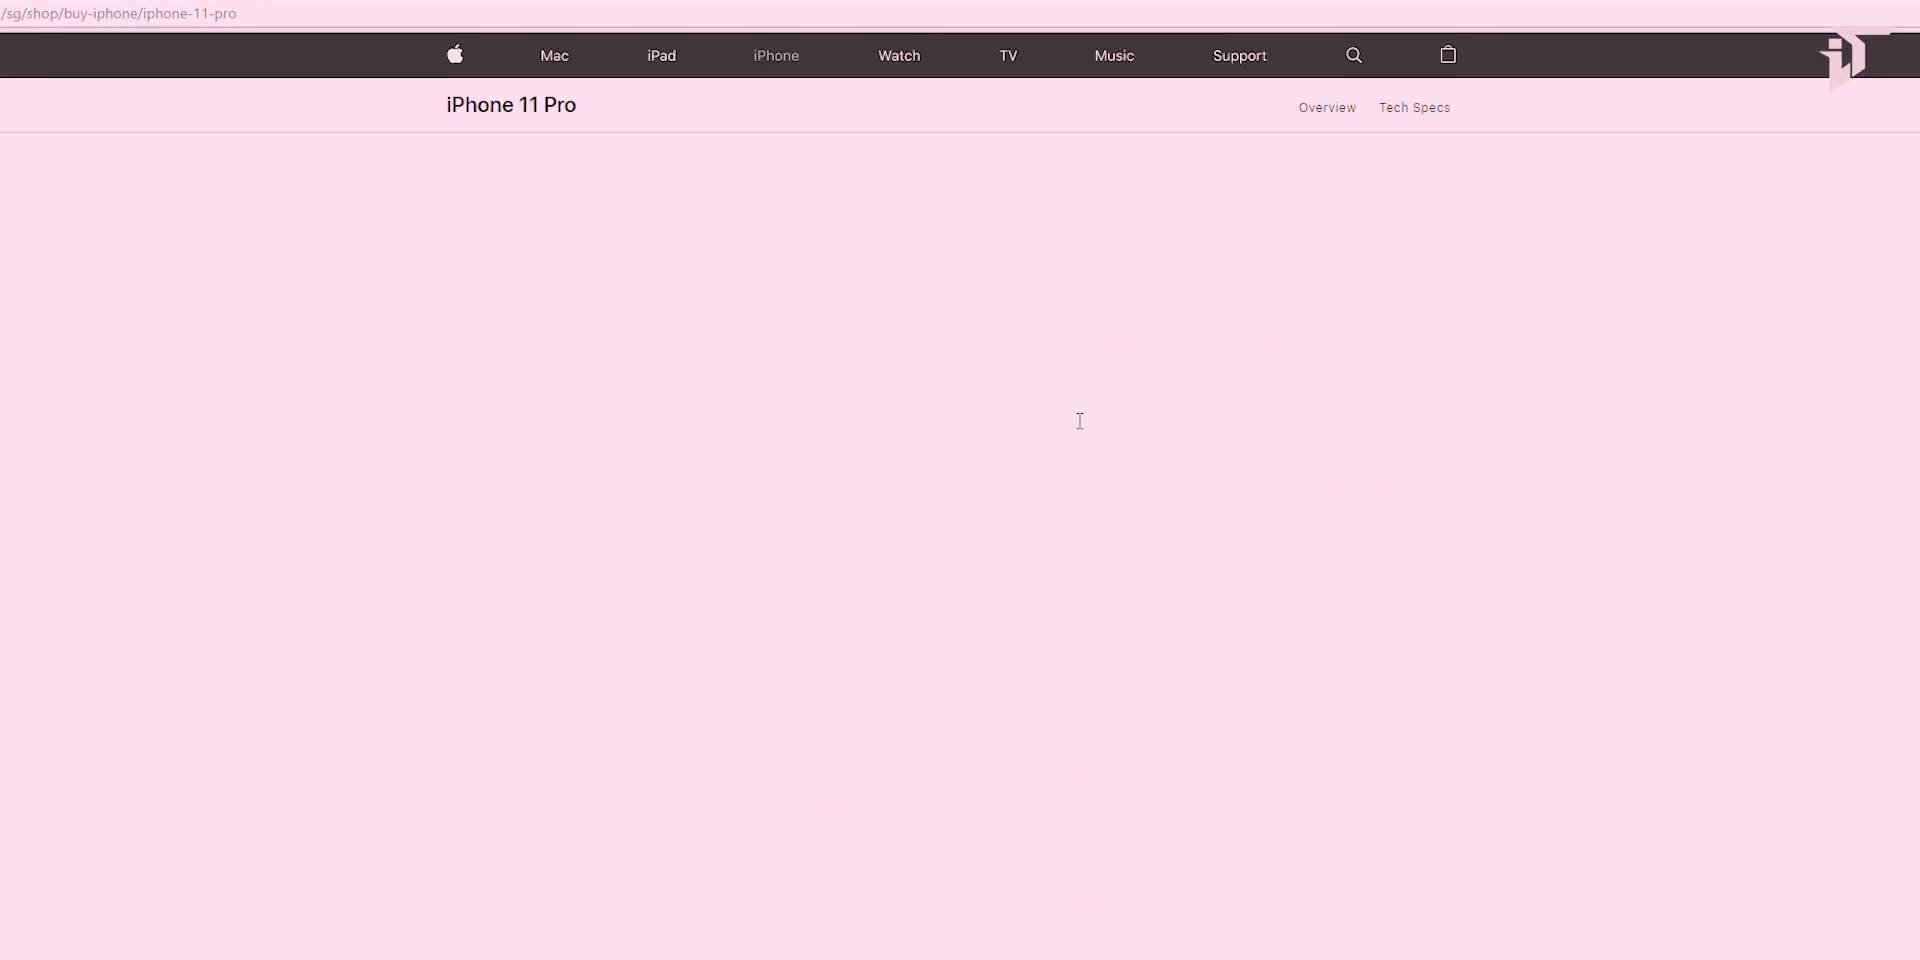 /sg/shop/buy-iphone/iphone-11-pro
Mac iPad iPhone Watch TV Music Support
iPhone 11 Pro
Overview Tech Specs
iT